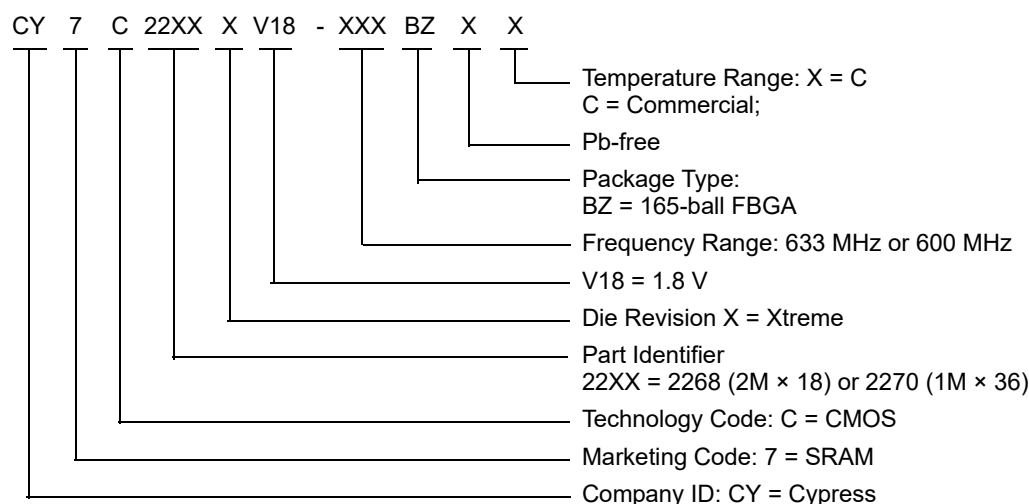 CY 7 C 22XX X V18 - XXX BZ X X
Temperature Range: X = C
C = Commercial;
Pb-free
Package Type:
BZ = 165-ball FBGA
Frequency Range: 633 MHz or 600 MHz
V18 = 1.8 V
Die Revision X = Xtreme
Part Identifier
22XX = 2268 (2M × 18) or 2270 (1M × 36)
Technology Code: C = CMOS
Marketing Code: 7 = SRAM
Company ID: CY = Cypress